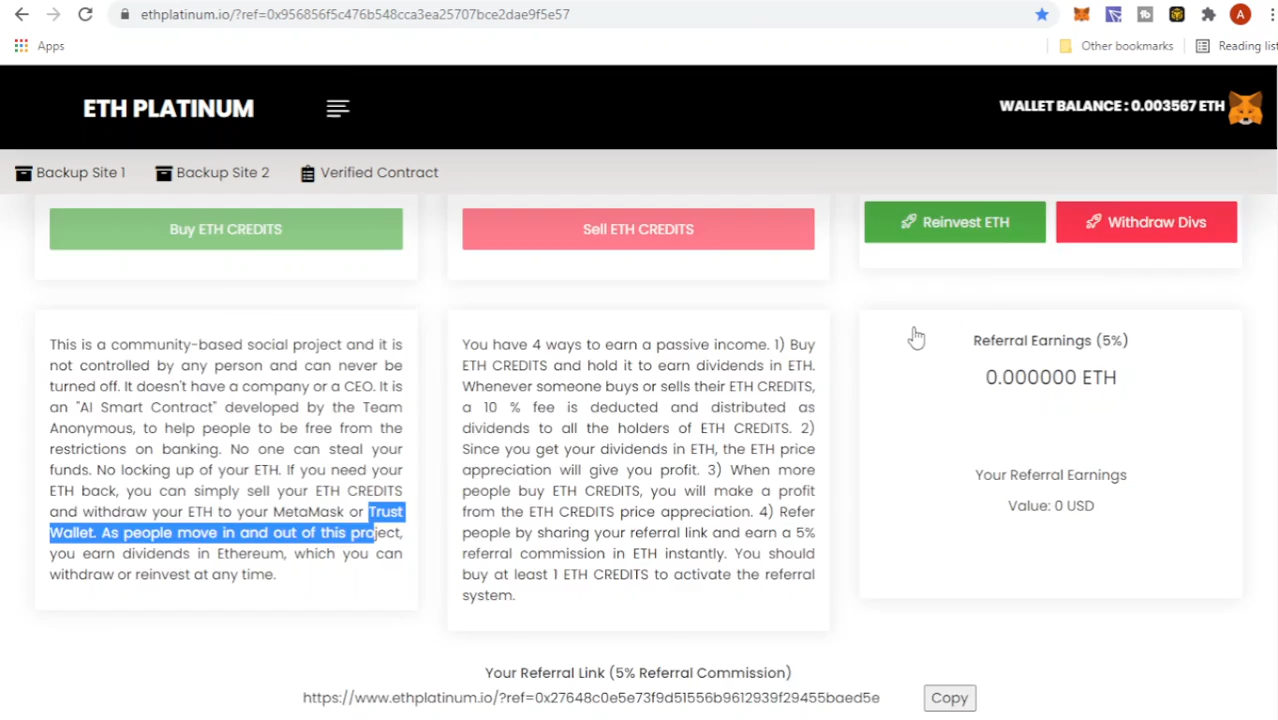 ethplatinum.io/?ref=0x956856f5c476b548cca3ea25707bce2dae9f5e57
A
Apps
Other bookmarks
Reading list
ETH PLATINUM
WALLET BALANCE : 0.003567 ETH
Backup Site 1
Backup Site 2
Verified Contract
Buy ETH CREDITS
Sell ETH CREDITS
Reinvest ETH
Withdraw Divs
This is a community-based social project and it is
not controlled by any person and can never be
turned off. It doesn't have a company or a CEO. It is
an "AI Smart Contract" developed by the Team
Anonymous, to help people to be free from the
restrictions on banking. No one can steal your
funds. No locking up of your ETH. If you need your
ETH back, you can simply sell your ETH CREDITS
and withdraw your ETH to your MetaMask or Trust
Wallet. As people move in and out of this project,
you earn dividends in Ethereum, which you can
withdraw or reinvest at any time.
You have 4 ways to earn a passive income. 1) Buy
ETH CREDITS and hold it to earn dividends in ETH.
Whenever someone buys or sells their ETH CREDITS,
a 10 % fee is deducted and distributed as
dividends to all the holders of ETH CREDITS. 2)
Since you get your dividends in ETH, the ETH price
appreciation will give you profit. 3) When more
people buy ETH CREDITS, you will make a profit
from the ETH CREDITS price appreciation. 4) Refer
people by sharing your referral link and earn a 5%
referral commission in ETH instantly. You should
buy at least 1 ETH CREDITS to activate the referral
system.
Referral Earnings (5%)
0.000000 ETH
Your Referral Earnings
Value: 0 USD
Your Referral Link (5% Referral Commission)
https://www.ethplatinum.io/?ref=0x27648c0e5e73f9d51556b9612939f29455baed5e
Copy